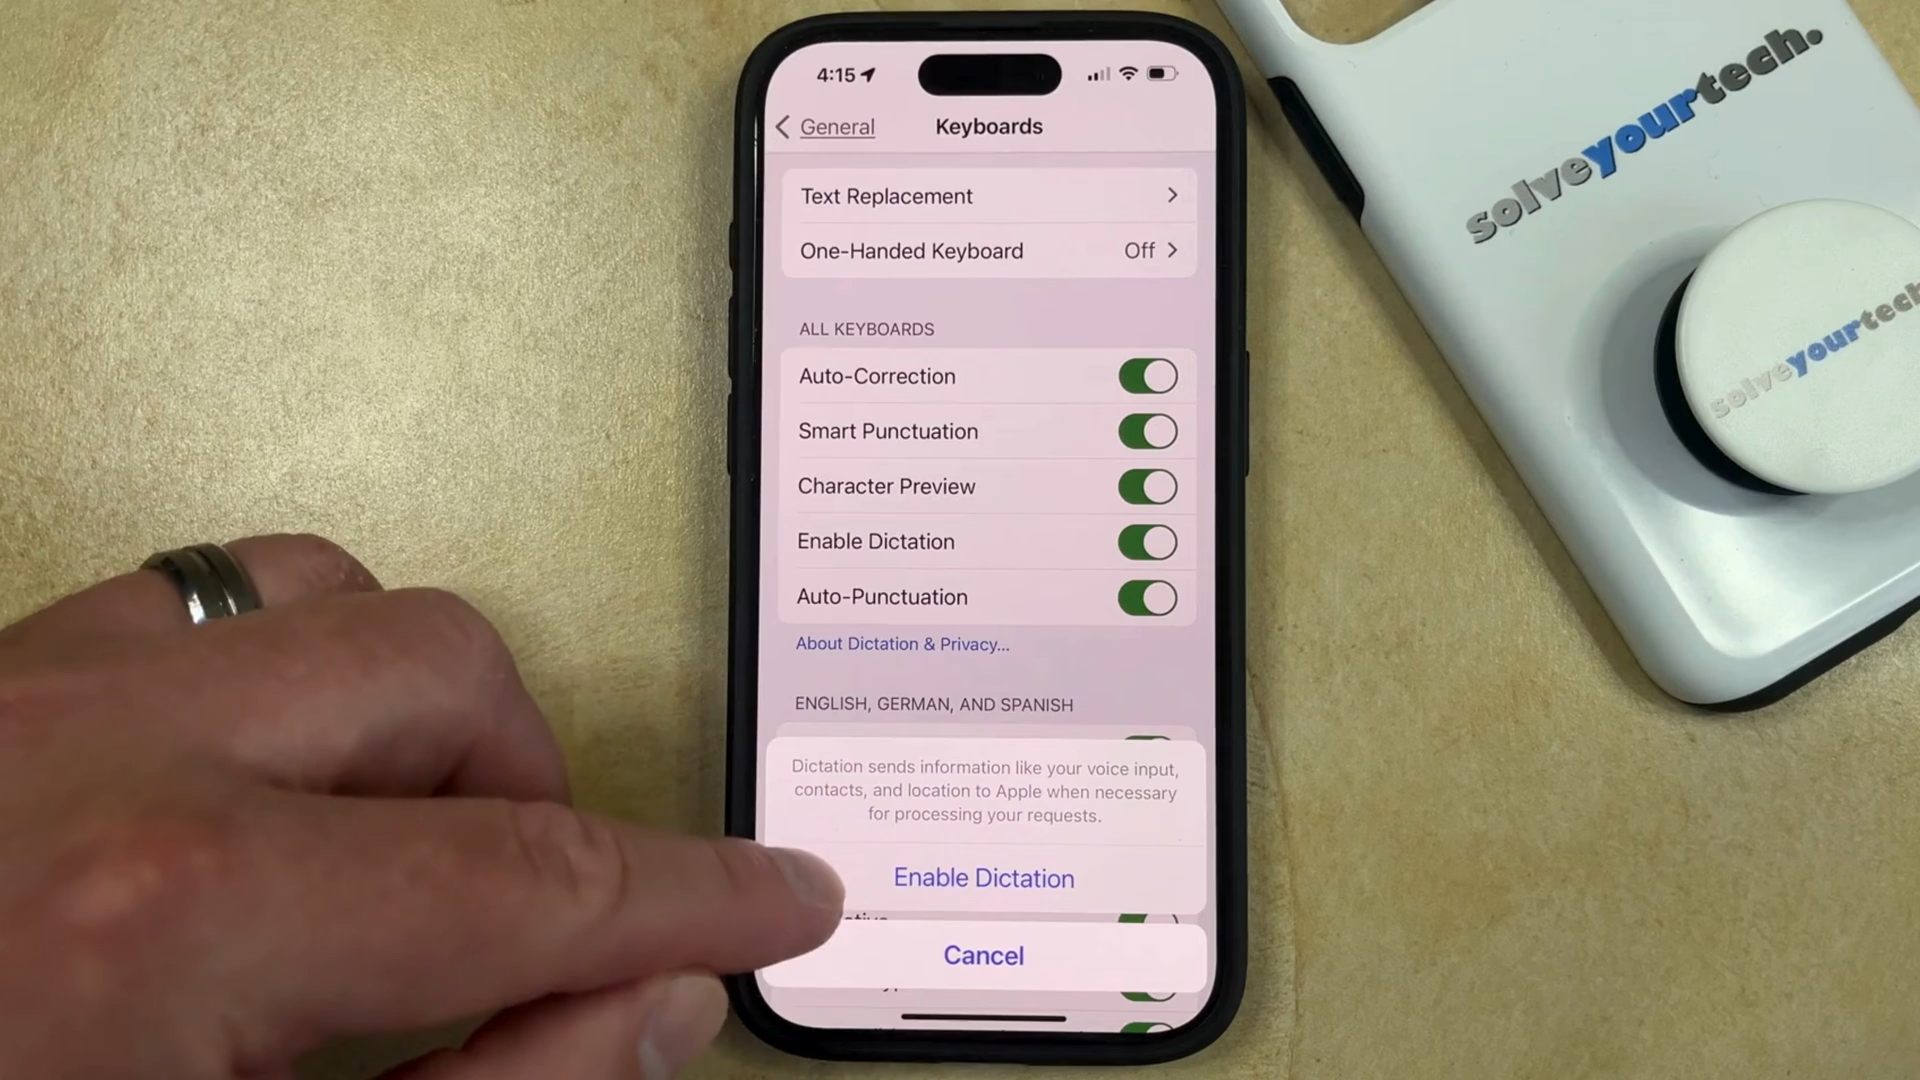 4:15
General
Keyboards
Text Replacement
One-Handed Keyboard Off
ALL KEYBOARDS
Auto-Correction
Smart Punctuation
Character Preview
Enable Dictation
Auto-Punctuation
About Dictation & Privacy...
ENGLISH, GERMAN, AND SPANISH
Dictation sends information like your voice input,
contacts, and location to Apple when necessary
for processing your requests.
Enable Dictation
Cancel
solveyourtech.
solveyourtech